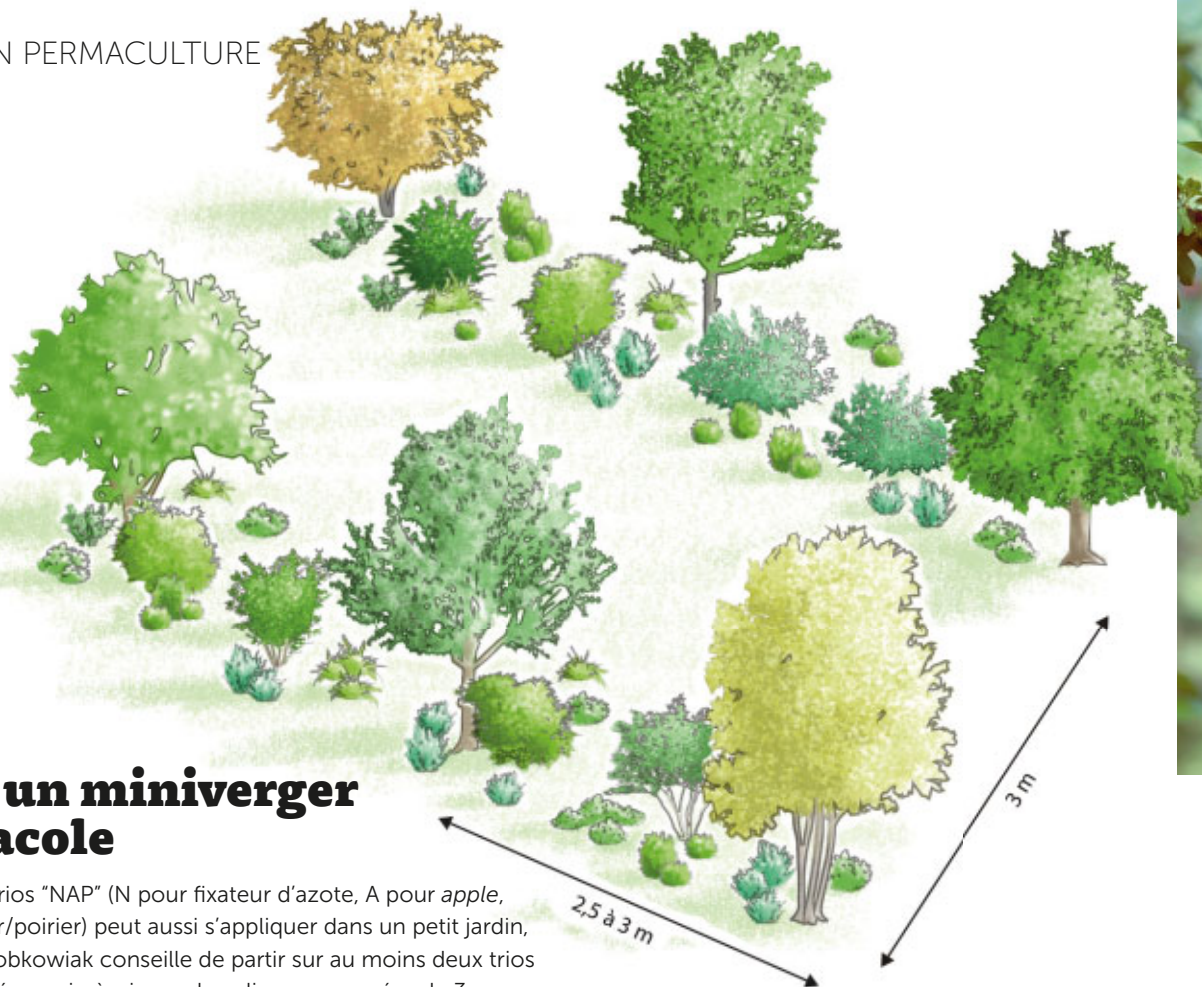 N PERMACULTURE
3 m
2,5 à 3 m
un miniverger
acole
rios “NAP” (N pour fixateur d’azote, A pour apple,
r/poirier) peut aussi s’appliquer dans un petit jardin,
obkowiak conseille de partir sur au moins deux trios